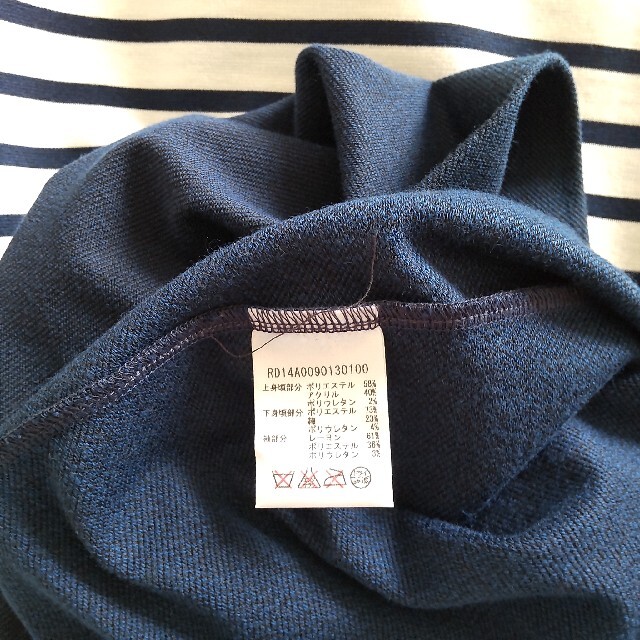 RD14A0090130100
上身頃部分 ポリエステル 58%
アクリル 40%
ポリウレタン 2%
下身頃部分 ポリエステル 73%
綿 23%
ポリウレタン 4%
袖部分 レーヨン 61%
ポリエステル 36%
ポリウレタン 3%